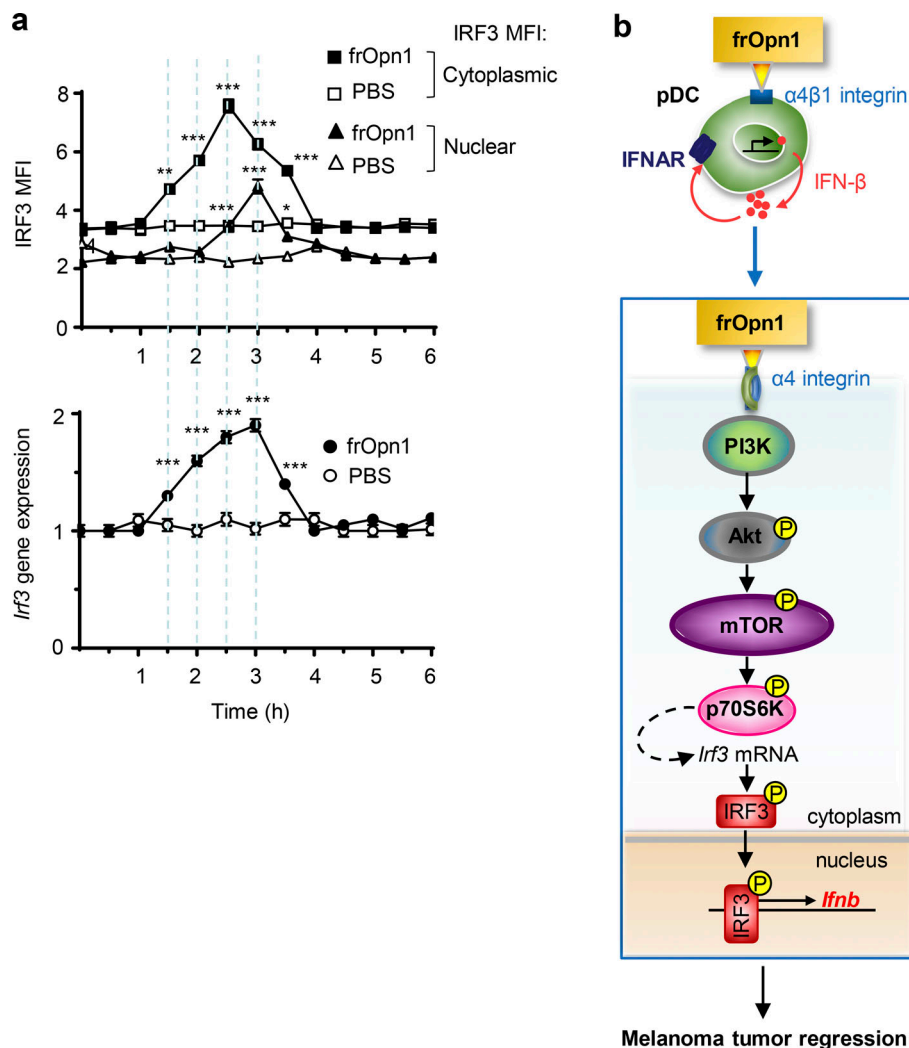 a
IRF3 MFI:
frOpn1
PBS
Cytoplasmic
frOpn1
PBS
Nuclear
8
6
4
2
0
IRF3 MFI
***
**
***
***
***
***
***
*
4
1 2 3 4 5 6
2
1
0
Irf3 gene expression
***
***
***
***
***
frOpn1
PBS
1 2 3 4 5 6
Time (h)
b
frOpn1
pDC
α4β1 integrin
IFNAR
IFN-β
frOpn1
α4 integrin
PI3K
Akt
P
P
mTOR
P
p70S6K
Irf3 mRNA
P
IRF3
cytoplasm
nucleus
P
IRF3
Ifnb
Melanoma tumor regression